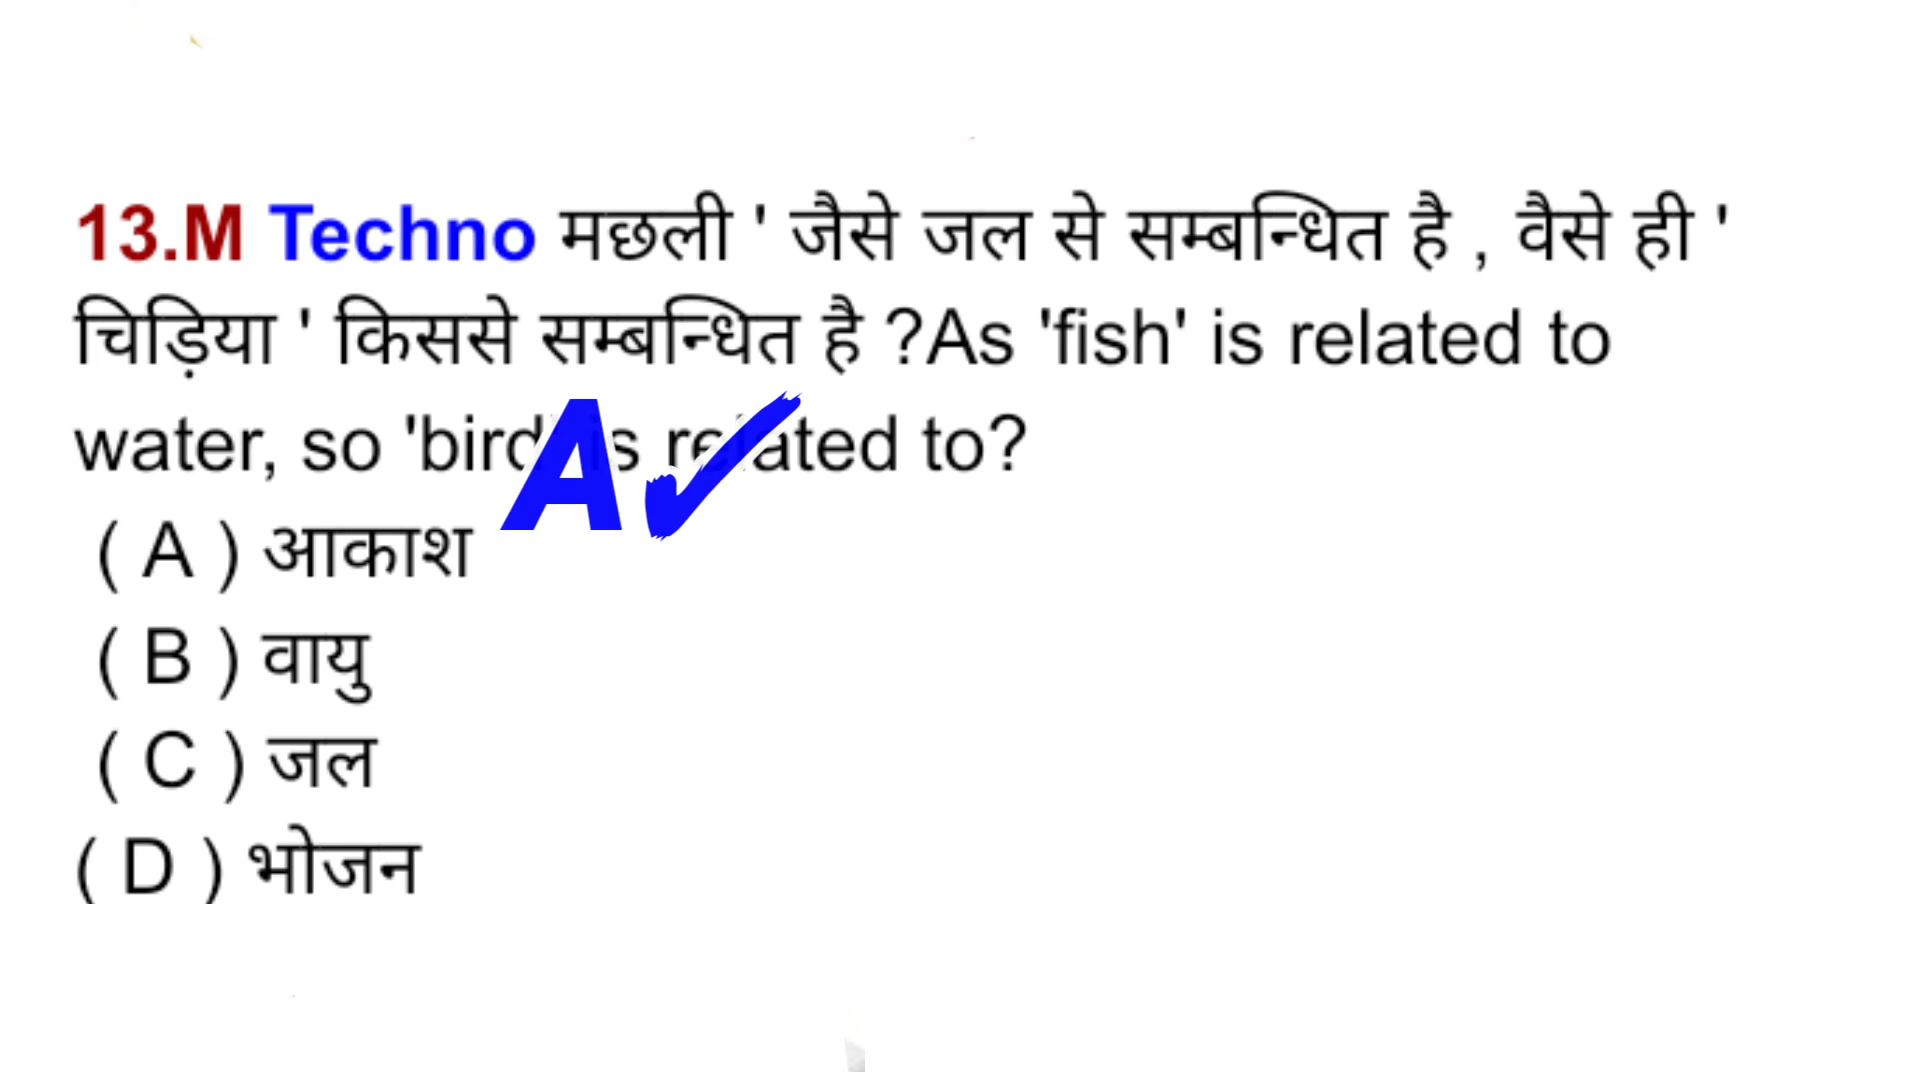 13.M Techno मछली ' जैसे जल से सम्बन्धित है , वैसे ही '
चिड़िया ' किससे सम्बन्धित है ?As 'fish' is related to
water, so 'bird' is related to?
A✓
( A ) आकाश
( B ) वायु
( C ) जल
( D ) भोजन